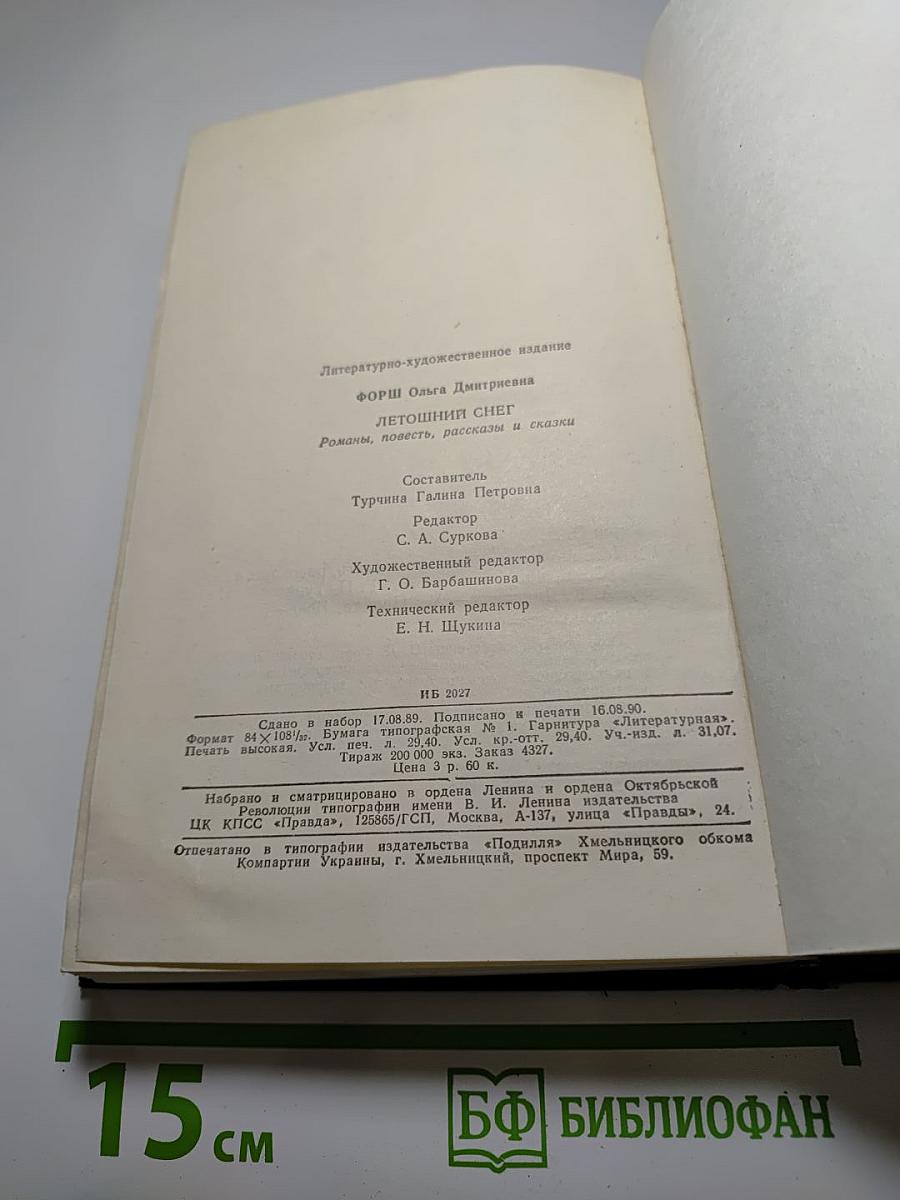 Литературно-художественное издание
ФОРШ Ольга Дмитриевна
ЛЕТОШНИЙ СНЕГ
Романы, повесть, рассказы и сказки
Составитель
Турчина Галина Петровна
Редактор
С. А. Суркова
Художественный редактор
Г. О. Барбашинова
Технический редактор
Е. Н. Щукина
ИБ 2027
Сдано в набор 17.08.89. Подписано к печати 16.08.90.
Формат 84×108¹/₃₂. Бумага типографская № 1. Гарнитура «Литературная».
Печать высокая. Усл. печ. л. 29,40. Усл. кр.-отт. 29,40. Уч.-изд. л. 31,07.
Тираж 200 000 экз. Заказ 4327.
Цена 3 р. 60 к.
Набрано и сматрицировано в ордена Ленина и ордена Октябрьской
Революции типографии имени В. И. Ленина издательства
ЦК КПСС «Правда», 125865/ГСП, Москва, А-137, улица «Правды», 24.
Отпечатано в типографии издательства «Подилля» Хмельницкого обкома
Компартии Украины, г. Хмельницкий, проспект Мира, 59.
15 см
БФ БИБЛИОФАН